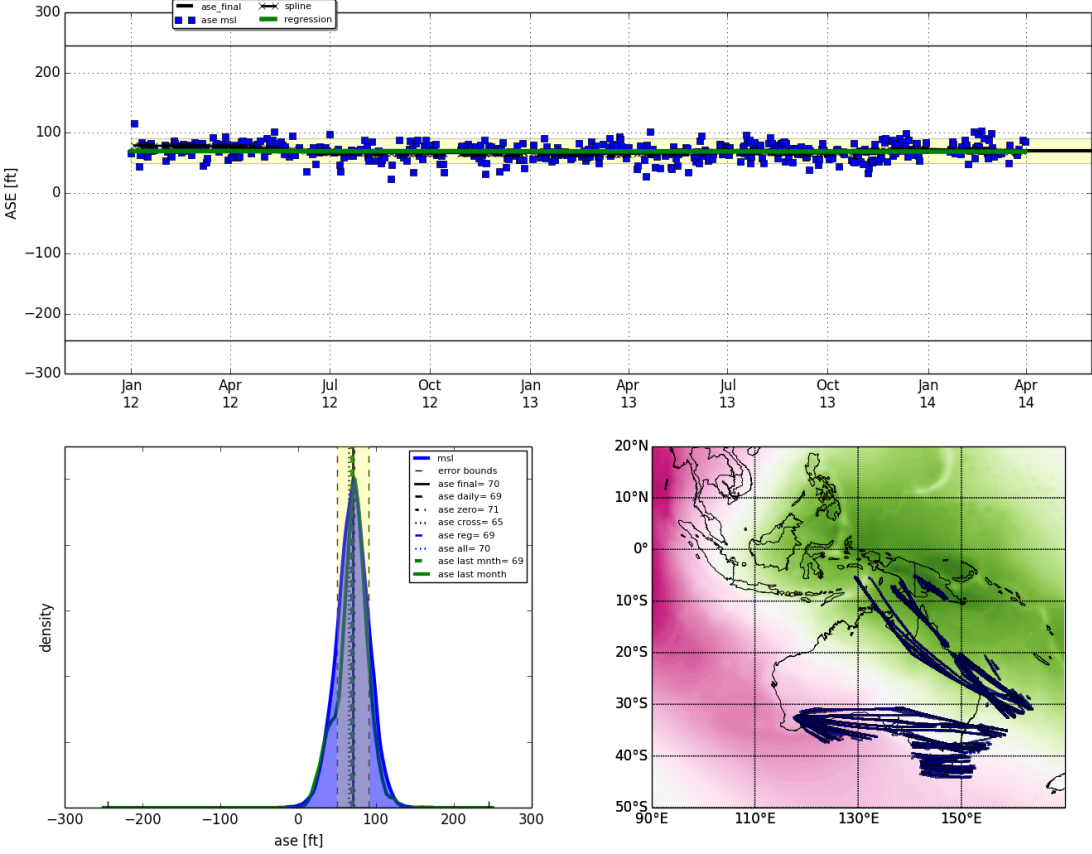 ase_final
spline
ase msl
regression
300
200
100
0
−100
−200
−300
ASE [ft]
Jan 12
Apr 12
Jul 12
Oct 12
Jan 13
Apr 13
Jul 13
Oct 13
Jan 14
Apr 14
density
msl
error bounds
ase final= 70
ase daily= 69
ase zero= 71
ase cross= 65
ase reg= 69
ase all= 70
ase last mnth= 69
ase last month
−300
−200
−100
0
100
200
300
ase [ft]
20°N
10°N
0°
10°S
20°S
30°S
40°S
50°S
90°E
110°E
130°E
150°E